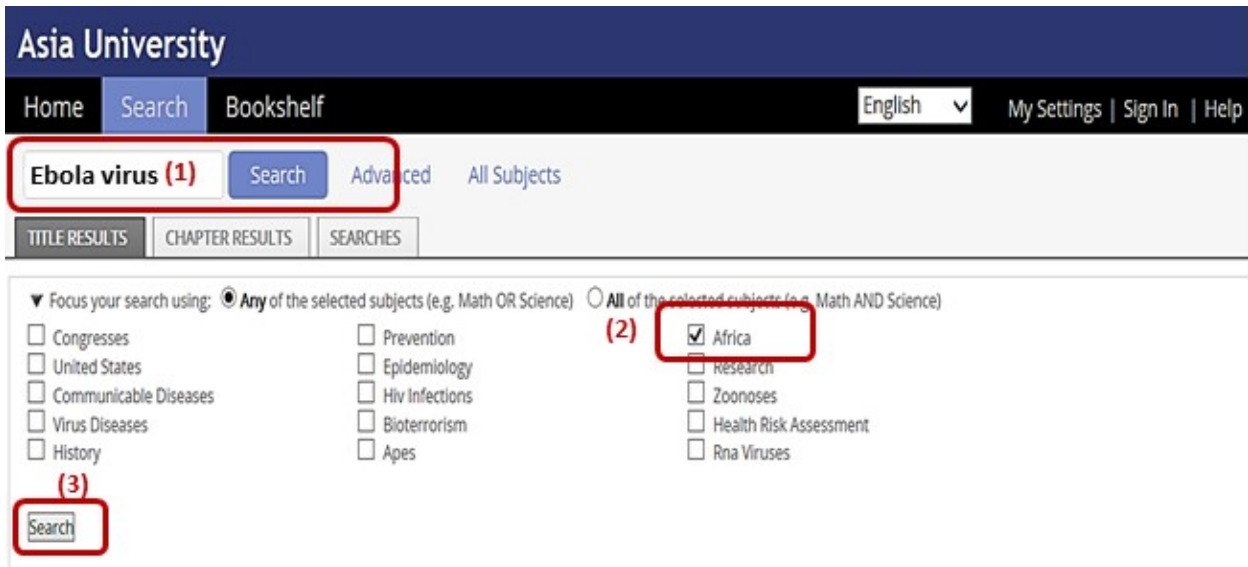 Asia University
Home Search Bookshelf English My Settings | Sign In | Help
Ebola virus (1) Search Advanced All Subjects
TITLE RESULTS CHAPTER RESULTS SEARCHES
▼ Focus your search using: Any of the selected subjects (e.g. Math OR Science) All of the selected subjects (e.g. Math AND Science)
(2)
Congresses Prevention Africa
United States Epidemiology Research
Communicable Diseases Hiv Infections Zoonoses
Virus Diseases Bioterrorism Health Risk Assessment
History Apes Rna Viruses
(3)
Search